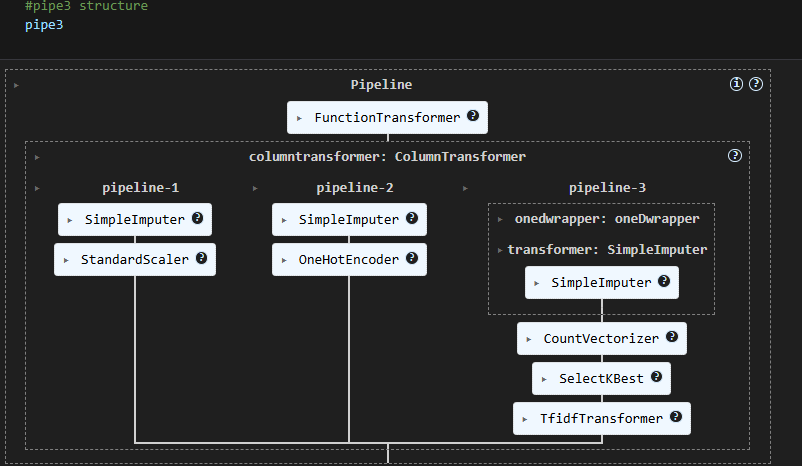 #pipe3 structure
pipe3
Pipeline
i ?
FunctionTransformer ?
columntransformer: ColumnTransformer ?
pipeline-1 pipeline-2 pipeline-3
SimpleImputer ? SimpleImputer ? onedwrapper: oneDwrapper
StandardScaler ? OneHotEncoder ? transformer: SimpleImputer
SimpleImputer ?
CountVectorizer ?
SelectKBest ?
TfidfTransformer ?